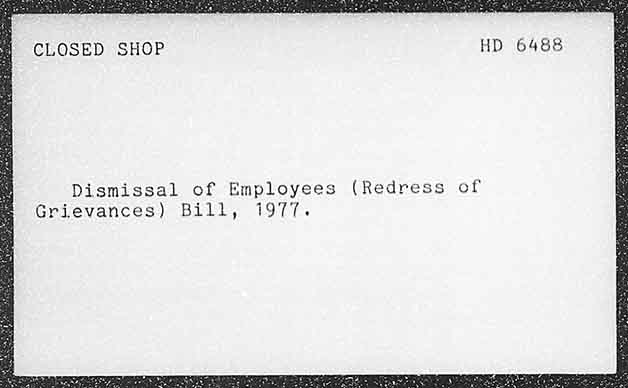 CLOSED SHOP HD 6488
Dismissal of Employees (Redress of
Grievances) Bill, 1977.